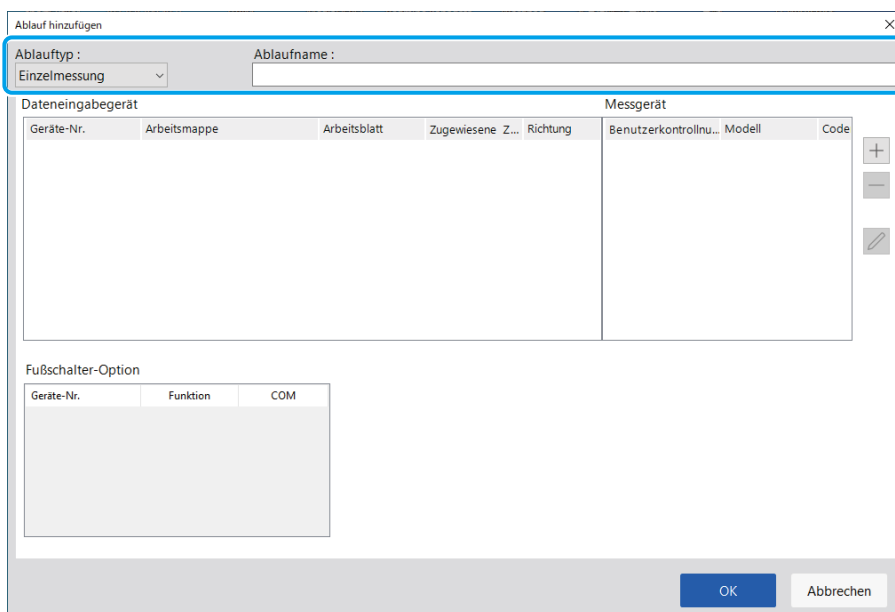 Ablauf hinzufügen
Ablauftyp :
Ablaufname :
Einzelmessung
Dateneingabegerät
Messgerät
Geräte-Nr. Arbeitsmappe Arbeitsblatt Zugewiesene Z... Richtung Benutzerkontrollnu... Modell Code
Fußschalter-Option
Geräte-Nr. Funktion COM
OK Abbrechen